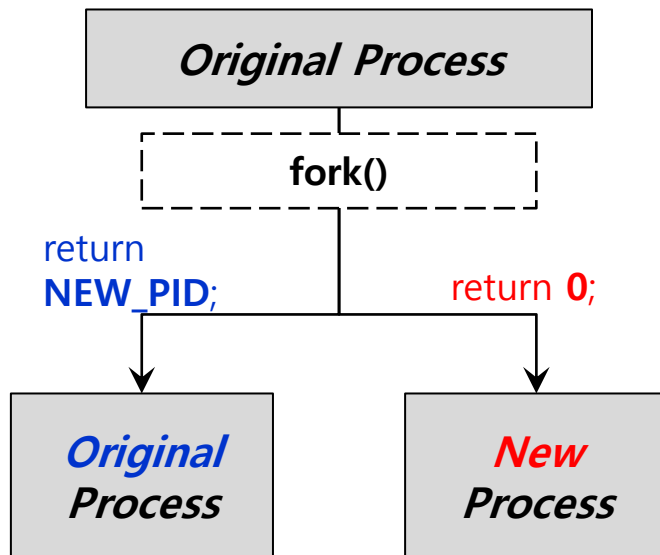 Original Process
fork()
return
NEW_PID;
return 0;
Original
Process
New
Process